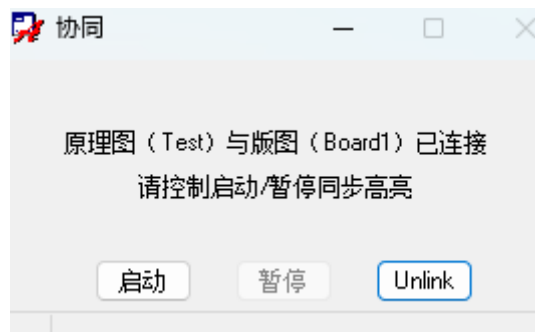 协同
原理图（Test）与版图（Board1）已连接
请控制启动/暂停同步高亮
启动
暂停
Unlink